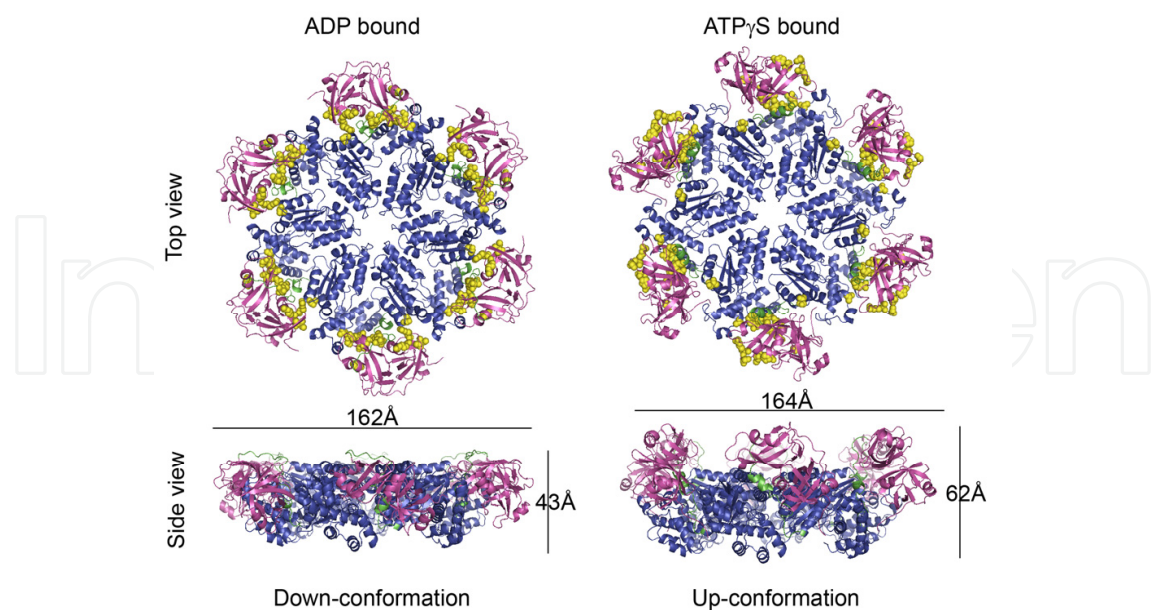 ADP bound
ATPγS bound
Top view
162Å
164Å
Side view
43Å
62Å
Down-conformation
Up-conformation